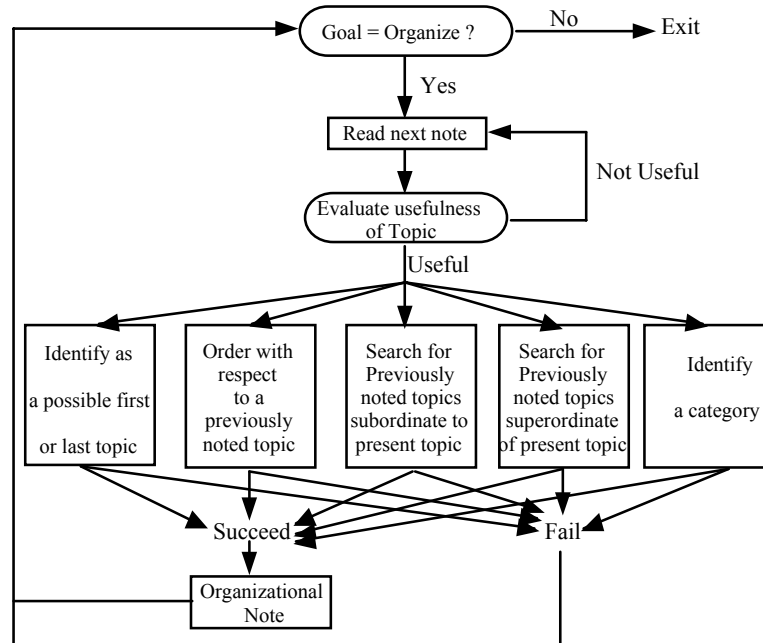 Goal = Organize ?
No
Exit
Yes
Read next note
Not Useful
Evaluate usefulness
of Topic
Useful
Identify as
a possible first
or last topic
Order with
respect
to a
previously
noted topic
Search for
Previously
noted topics
subordinate to
present topic
Search for
Previously
noted topics
superordinate
of present topic
Identify
a category
Succeed
Fail
Organizational
Note